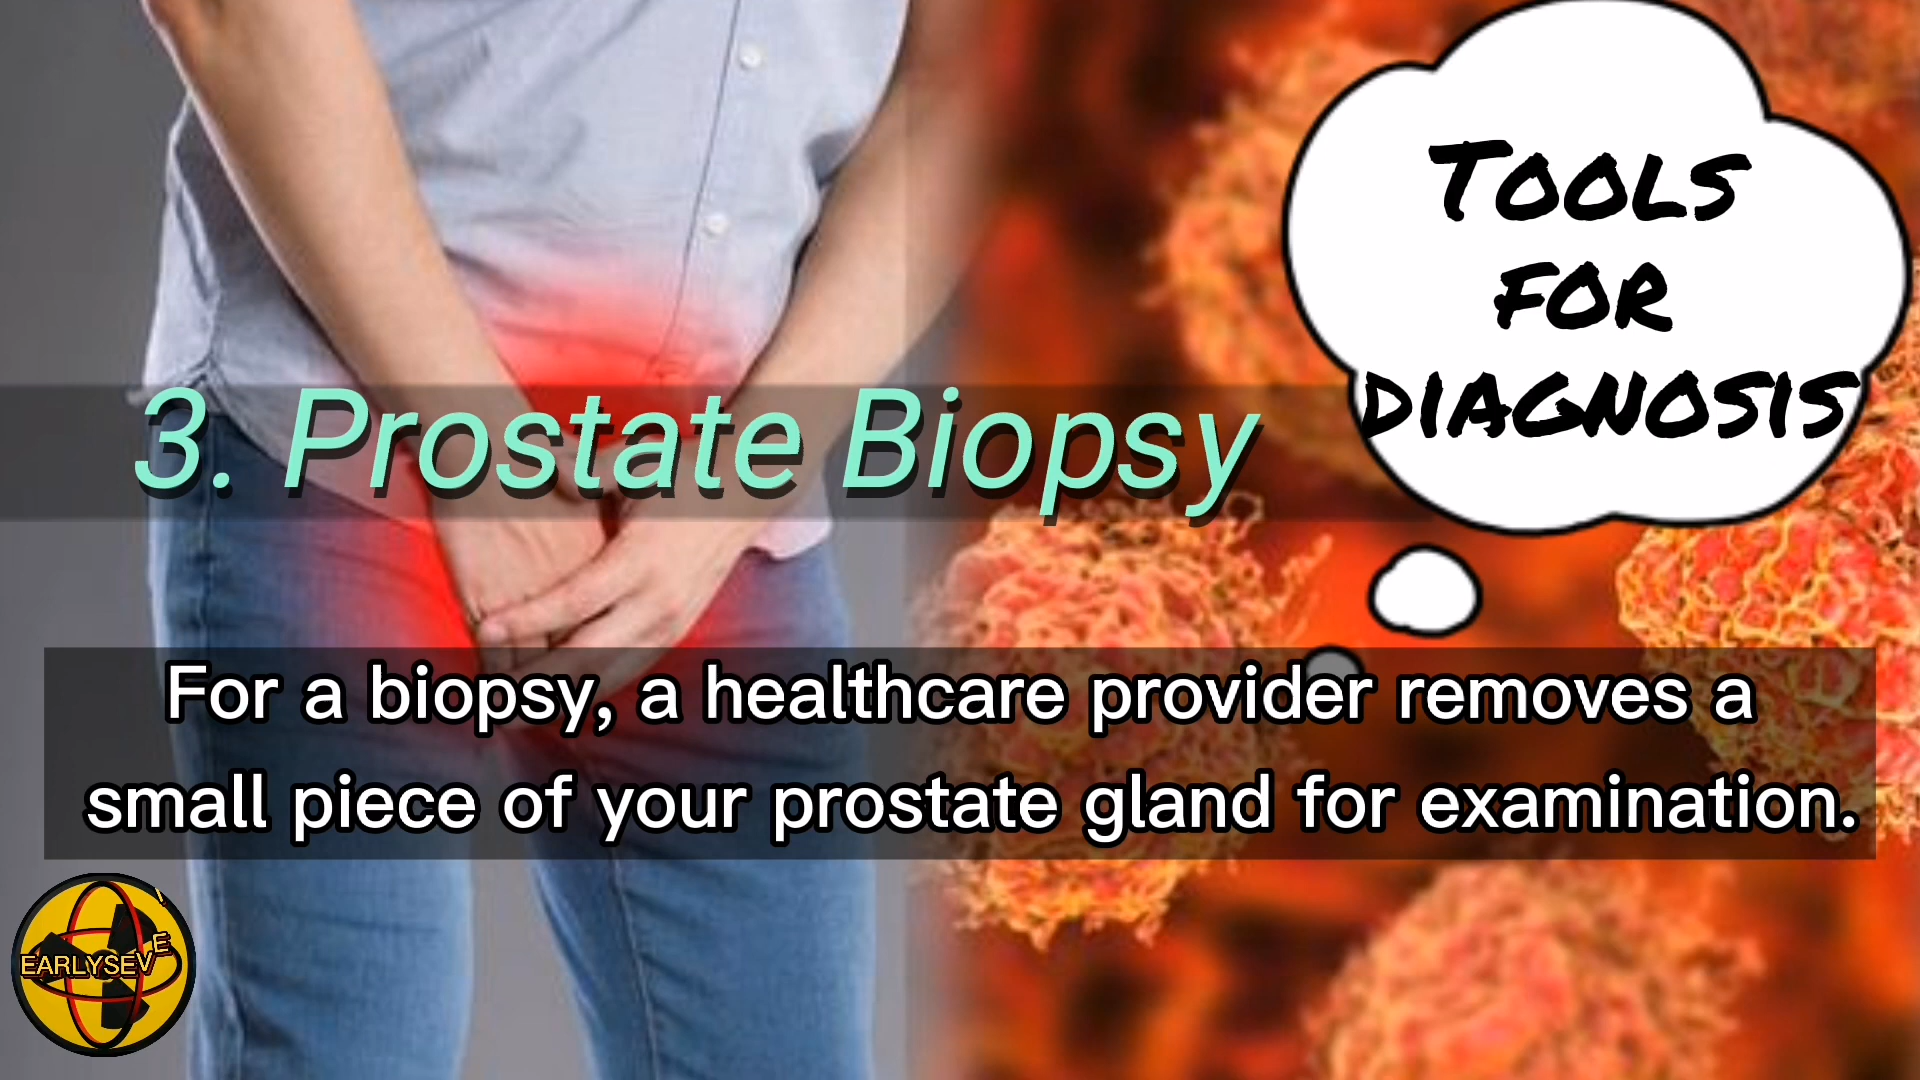 Tools
for
diagnosis
3. Prostate Biopsy
For a biopsy, a healthcare provider removes a
small piece of your prostate gland for examination.
EARLYSEV E